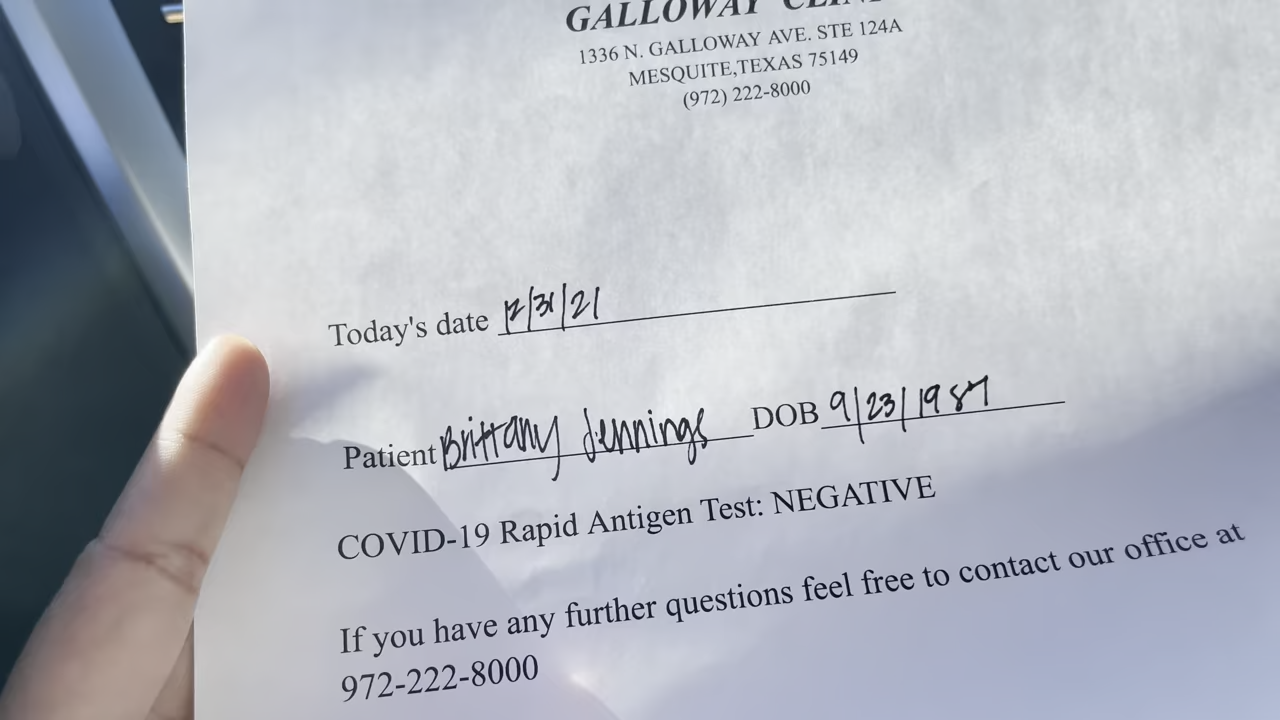 GALLOWAY
1336 N. GALLOWAY AVE. STE 124A
MESQUITE,TEXAS 75149
(972) 222-8000
Today's date 12/31/21
Patient Brittany Jennings DOB 9/23/1987
COVID-19 Rapid Antigen Test: NEGATIVE
If you have any further questions feel free to contact our office at
972-222-8000